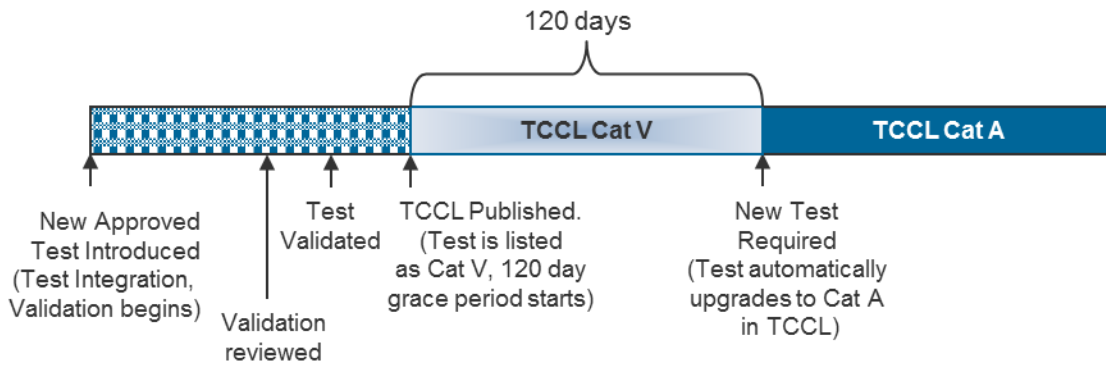 120 days
TCCL Cat V
TCCL Cat A
New Approved
Test Introduced
(Test Integration,
Validation begins)
Validation
reviewed
Test
Validated
TCCL Published.
(Test is listed
as Cat V, 120 day
grace period starts)
New Test
Required
(Test automatically
upgrades to Cat A
in TCCL)